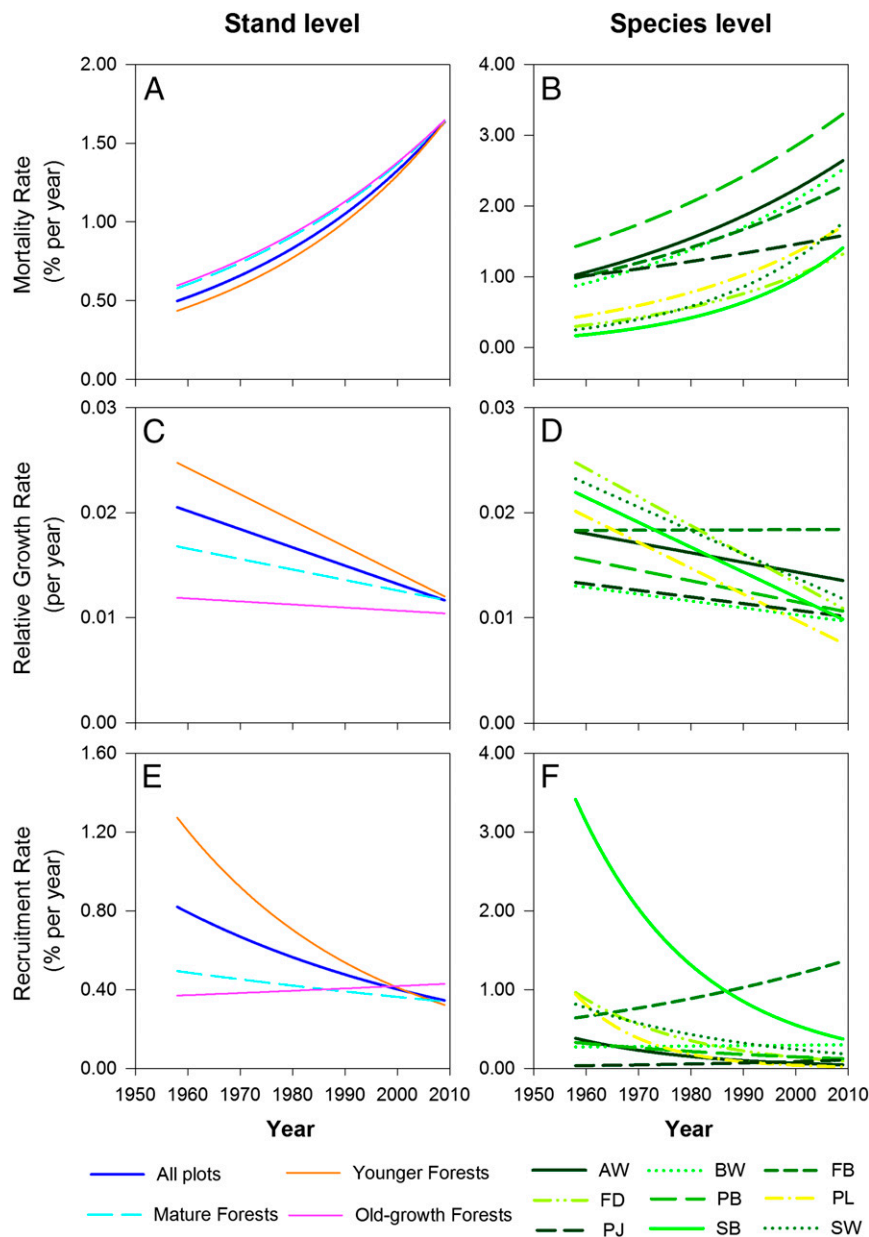 Stand level
Species level
A
2.00
1.50
1.00
0.50
0.00
Mortality Rate
(% per year)
B
4.00
3.00
2.00
1.00
0.00
C
0.03
0.02
0.01
0.00
Relative Growth Rate
(per year)
D
0.03
0.02
0.01
0.00
E
1.60
1.20
0.80
0.40
0.00
Recruitment Rate
(% per year)
1950 1960 1970 1980 1990 2000 2010
Year
F
4.00
3.00
2.00
1.00
0.00
1950 1960 1970 1980 1990 2000 2010
Year
All plots
Younger Forests
Mature Forests
Old-growth Forests
AW
BW
FB
FD
PB
PL
PJ
SB
SW